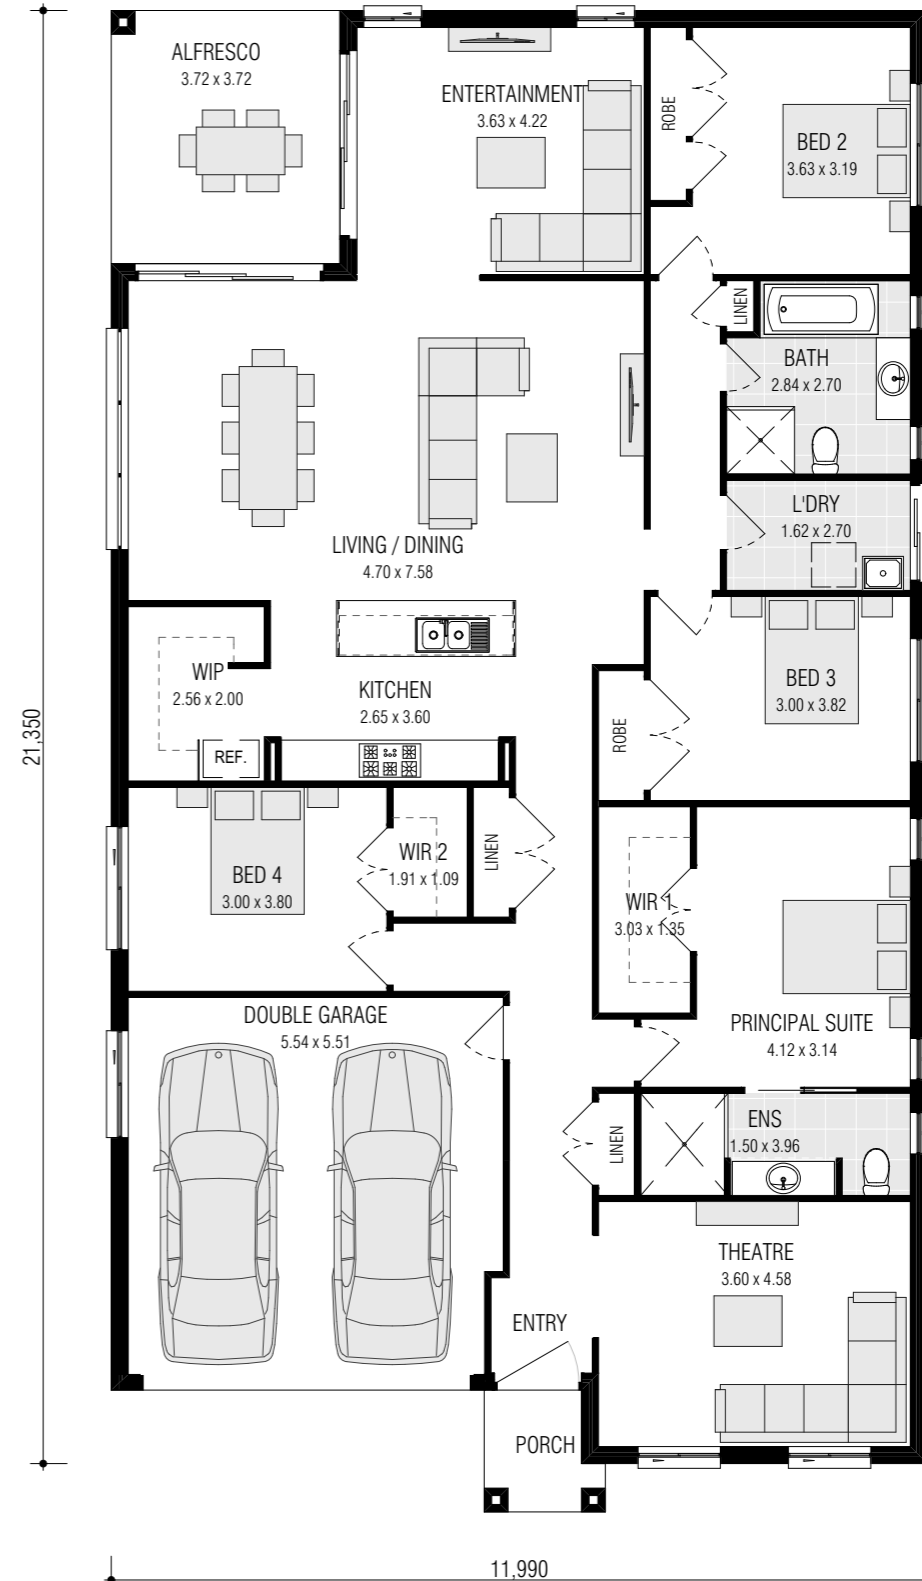 ALFRESCO
3.72 x 3.72
ENTERTAINMENT
3.63 x 4.22
ROBE
BED 2
3.63 x 3.19
LINEN
BATH
2.84 x 2.70
L'DRY
1.62 x 2.70
LIVING / DINING
4.70 x 7.58
WIP
2.56 x 2.00
REF.
KITCHEN
2.65 x 3.60
ROBE
BED 3
3.00 x 3.82
21,350
BED 4
3.00 x 3.80
WIR 2
1.91 x 1.09
LINEN
WIR 1
3.03 x 1.35
PRINCIPAL SUITE
4.12 x 3.14
DOUBLE GARAGE
5.54 x 5.51
LINEN
ENS
1.50 x 3.96
THEATRE
3.60 x 4.58
ENTRY
PORCH
11,990